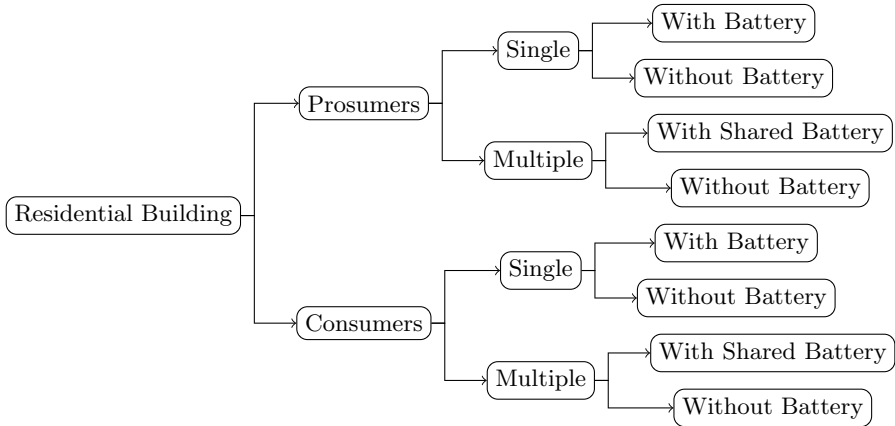 Residential Building
Prosumers
Single
With Battery
Without Battery
Multiple
With Shared Battery
Without Battery
Consumers
Single
With Battery
Without Battery
Multiple
With Shared Battery
Without Battery